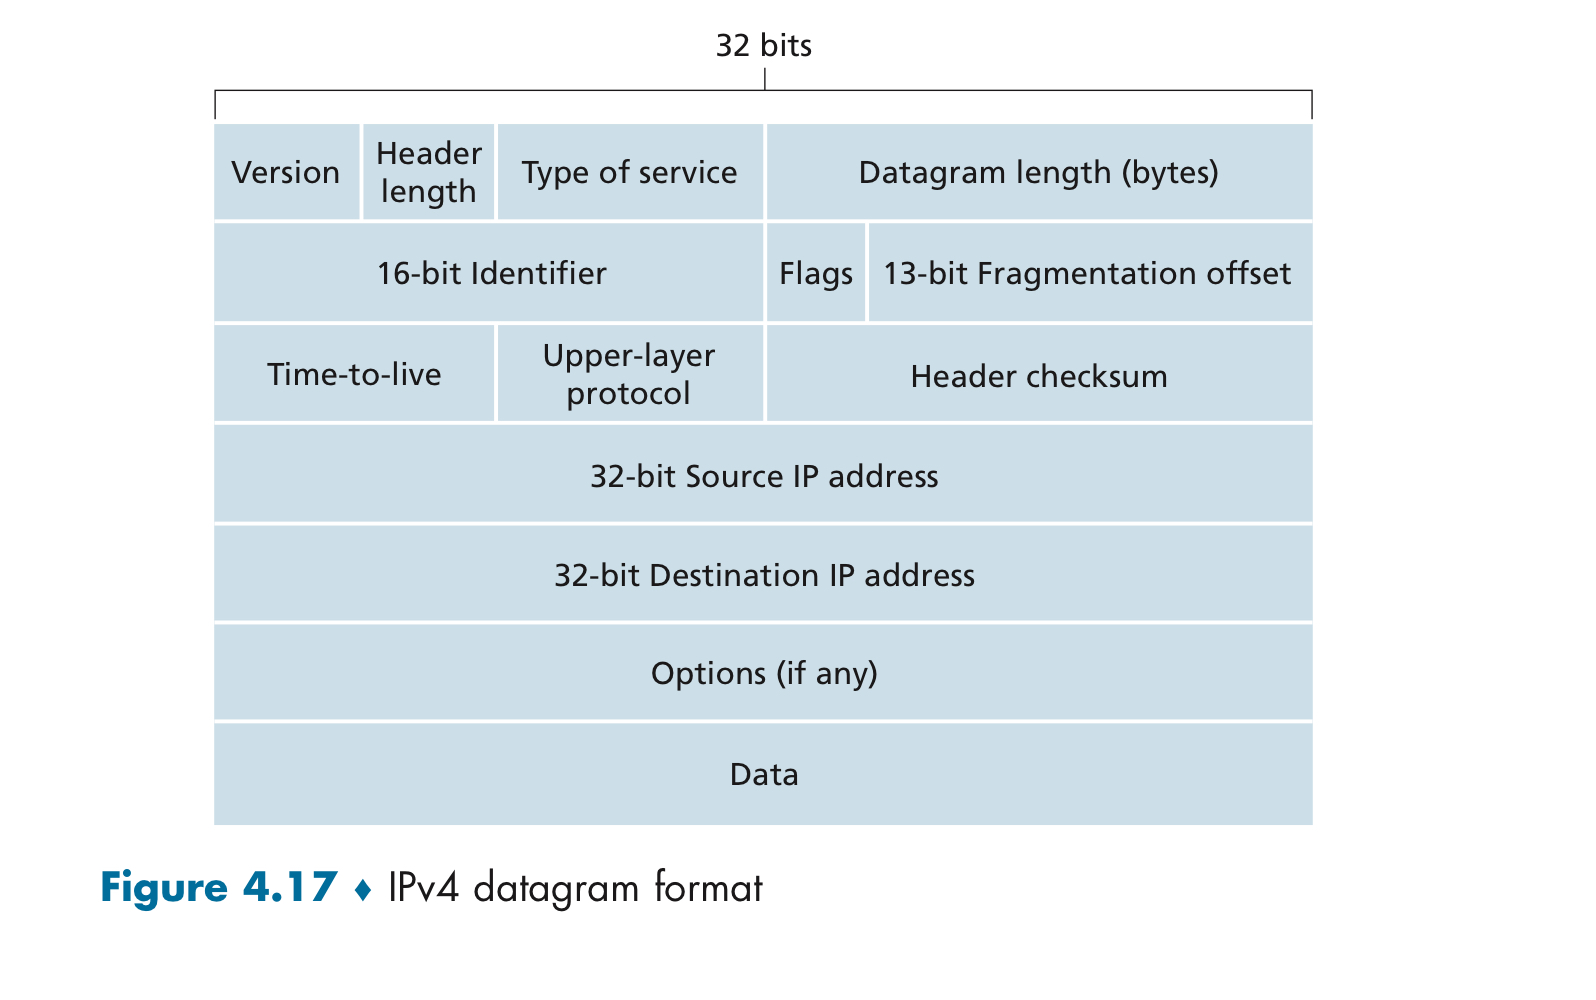 32 bits
Version
Header
length
Type of service
Datagram length (bytes)
16-bit Identifier
Flags
13-bit Fragmentation offset
Time-to-live
Upper-layer
protocol
Header checksum
32-bit Source IP address
32-bit Destination IP address
Options (if any)
Data
Figure 4.17 ♦ IPv4 datagram format